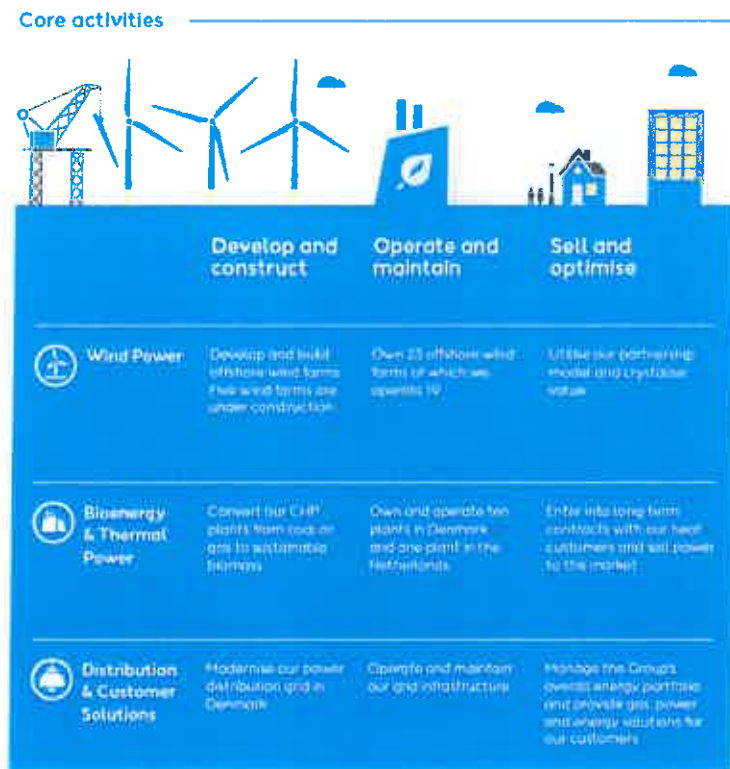 Core activities
Develop and
construct
Operate and
maintain
Sell and
optimise
Wind Power
Develop and build
offshore wind farms
Five wind farms are
under construction
Own 23 offshore wind
farms of which we
operate 19
Utilise our partnership
model and crystalise
value
Bioenergy
& Thermal
Power
Convert our CHP
plants from coal or
gas to sustainable
biomass
Own and operate ten
plants in Denmark
and one plant in the
Netherlands
Enter into long term
contracts with our heat
customers and sell power
to the market
Distribution
& Customer
Solutions
Modernise our power
distribution grid in
Denmark
Operate and maintain
our grid infrastructure
Manage the Group's
overall energy portfolio
and provide gas, power
and energy solutions for
our customers